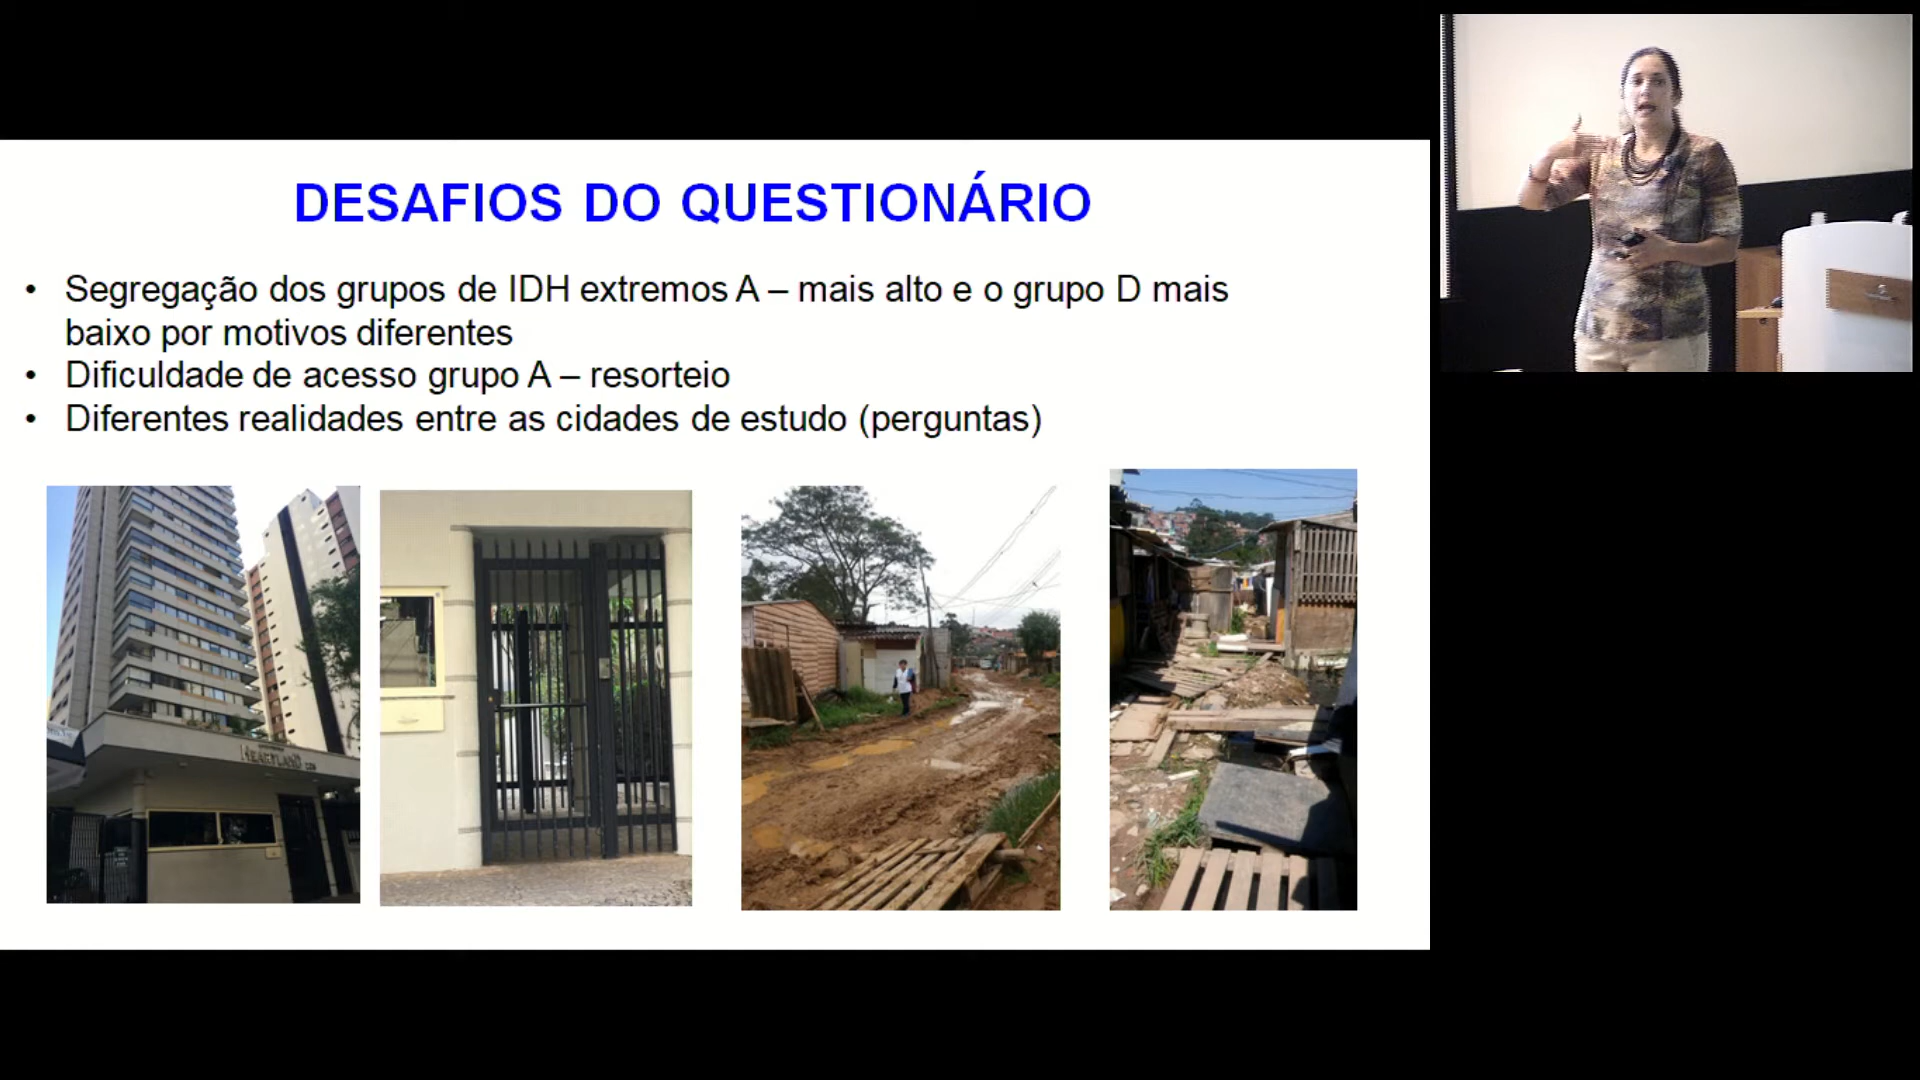 DESAFIOS DO QUESTIONÁRIO
• Segregação dos grupos de IDH extremos A – mais alto e o grupo D mais
baixo por motivos diferentes
• Dificuldade de acesso grupo A – resorteio
• Diferentes realidades entre as cidades de estudo (perguntas)
HEARTLAND